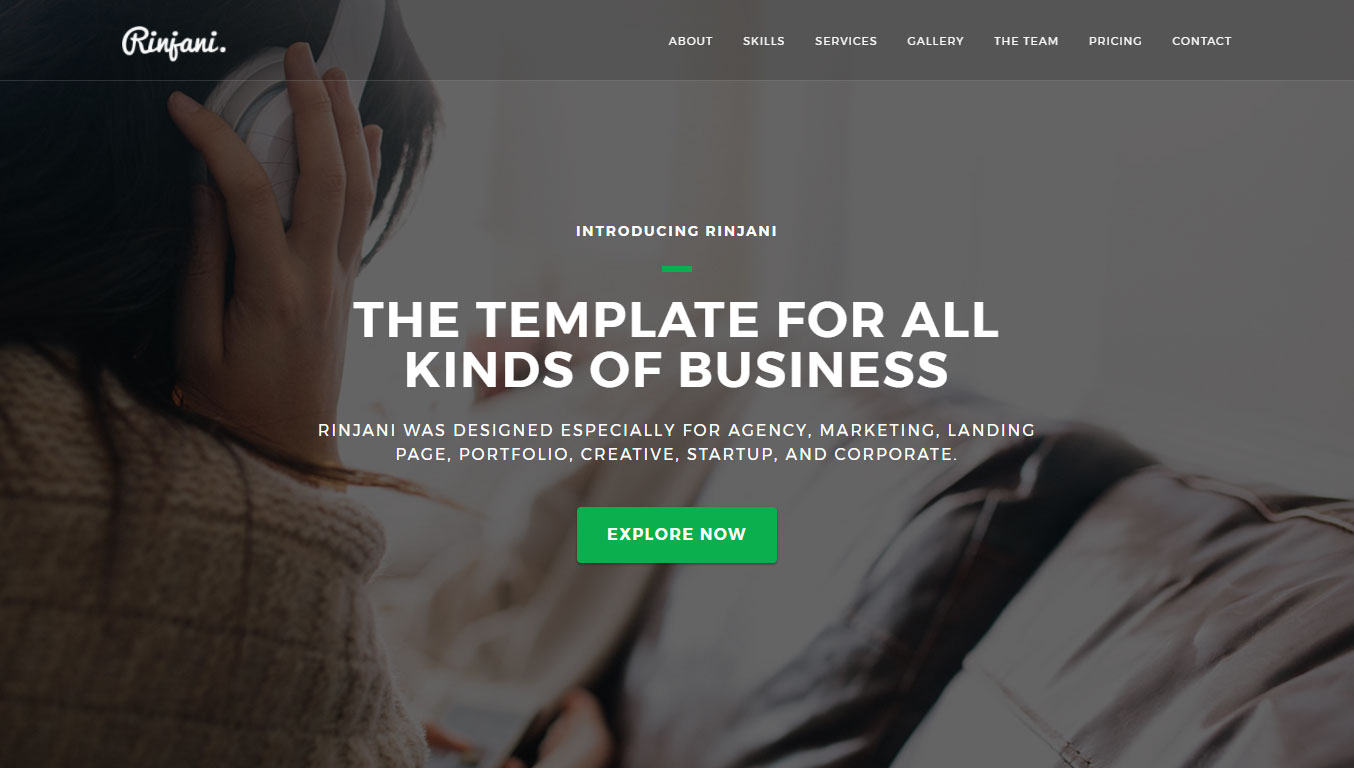 Rinjani.
ABOUT SKILLS SERVICES GALLERY THE TEAM PRICING CONTACT
INTRODUCING RINJANI
THE TEMPLATE FOR ALL
KINDS OF BUSINESS
RINJANI WAS DESIGNED ESPECIALLY FOR AGENCY, MARKETING, LANDING
PAGE, PORTFOLIO, CREATIVE, STARTUP, AND CORPORATE.
EXPLORE NOW